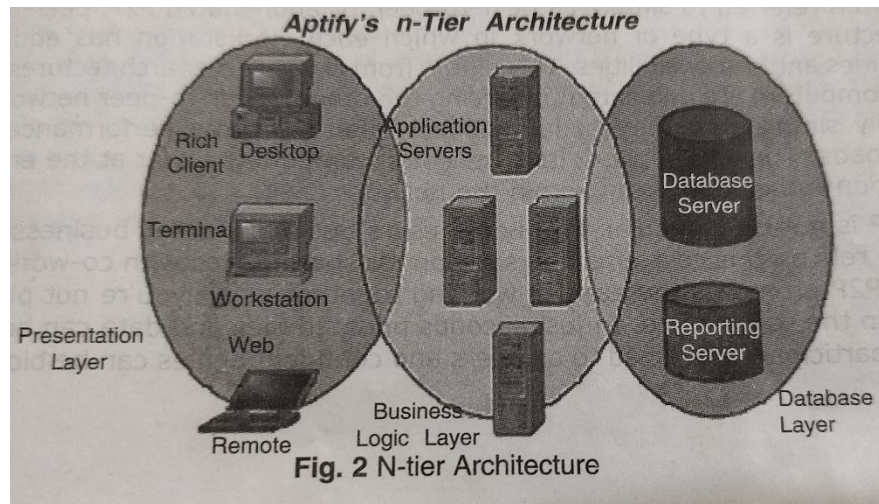 Aptify's n-Tier Architecture
Rich
Client
Desktop
Terminal
Workstation
Web
Remote
Presentation
Layer
Application
Servers
Business
Logic Layer
Database
Server
Reporting
Server
Database
Layer
Fig. 2 N-tier Architecture